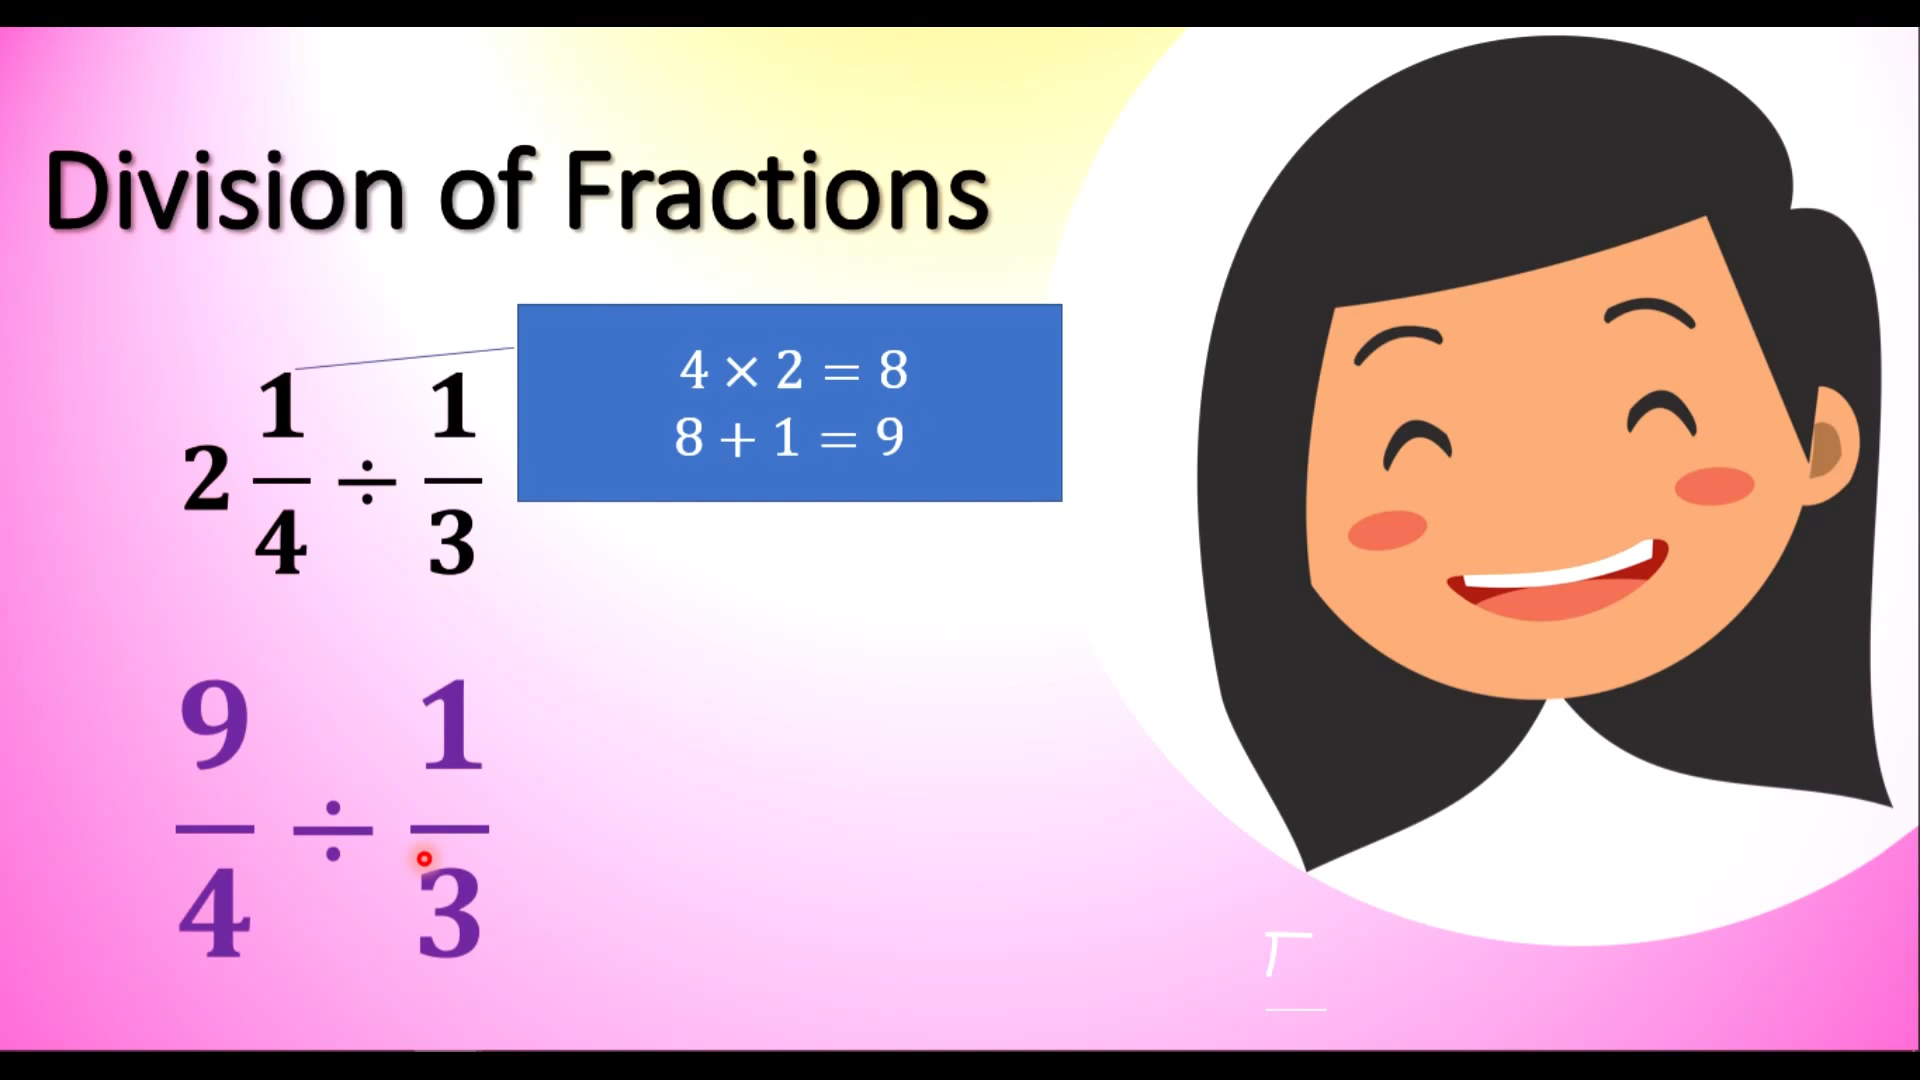 Division of Fractions
2 1/4 ÷ 1/3
4 × 2 = 8
8 + 1 = 9
9/4 ÷ 1/3